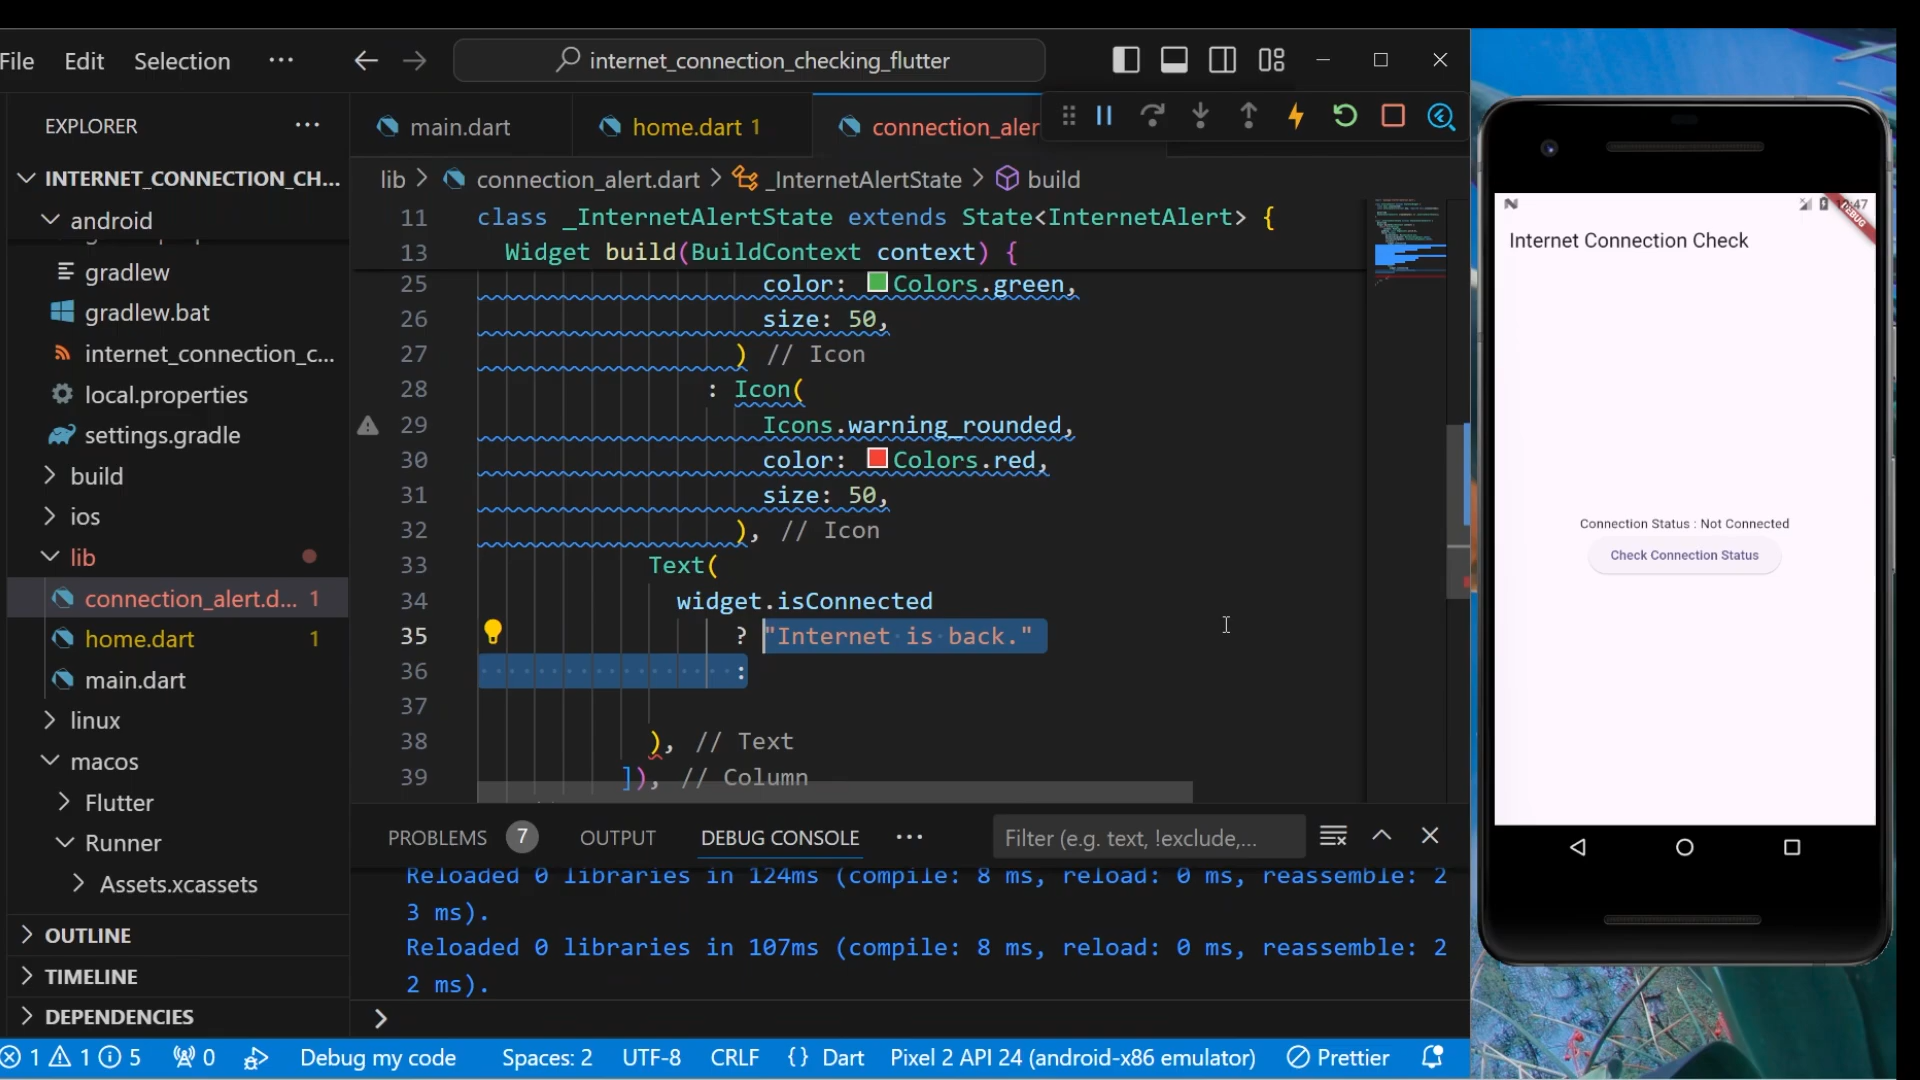 File Edit Selection ··· internet_connection_checking_flutter
EXPLORER ···
main.dart
home.dart 1
connection_aler
INTERNET_CONNECTION_CH...
android
gradlew
gradlew.bat
internet_connection_c...
local.properties
settings.gradle
build
ios
lib
connection_alert.d... 1
home.dart 1
main.dart
linux
macos
Flutter
Runner
Assets.xcassets
OUTLINE
TIMELINE
DEPENDENCIES
lib > connection_alert.dart > _InternetAlertState > build
11 class _InternetAlertState extends State<InternetAlert> {
13 Widget build(BuildContext context) {
25 color: Colors.green,
26 size: 50,
27 ) // Icon
28 : Icon(
29 Icons.warning_rounded,
30 color: Colors.red,
31 size: 50,
32 ), // Icon
33 Text(
34 widget.isConnected
35 ? "Internet is back."
36 :
37
38 ), // Text
39 ]), // Column
PROBLEMS 7 OUTPUT DEBUG CONSOLE ··· Filter (e.g. text, !exclude,...
Reloaded 0 libraries in 124ms (compile: 8 ms, reload: 0 ms, reassemble: 2
3 ms).
Reloaded 0 libraries in 107ms (compile: 8 ms, reload: 0 ms, reassemble: 2
2 ms).
>
1 1 5 0 Debug my code Spaces: 2 UTF-8 CRLF {} Dart Pixel 2 API 24 (android-x86 emulator) Prettier
DEBUG
Internet Connection Check
Connection Status : Not Connected
Check Connection Status